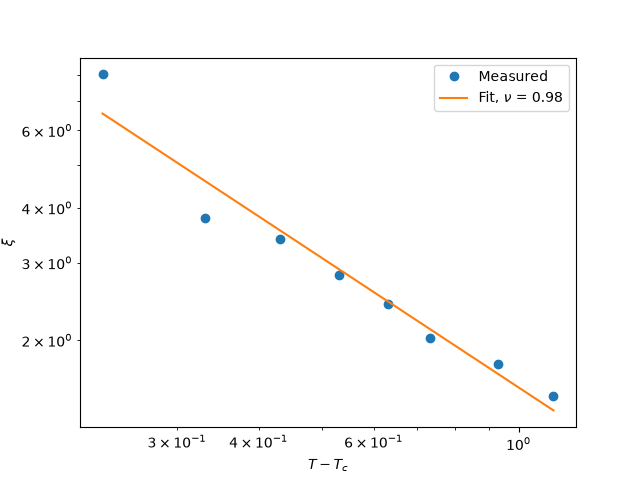 Measured
Fit, ν = 0.98
6 × 10⁰
4 × 10⁰
3 × 10⁰
2 × 10⁰
ξ
3 × 10⁻¹ 4 × 10⁻¹ 6 × 10⁻¹ 10⁰
T − T_c